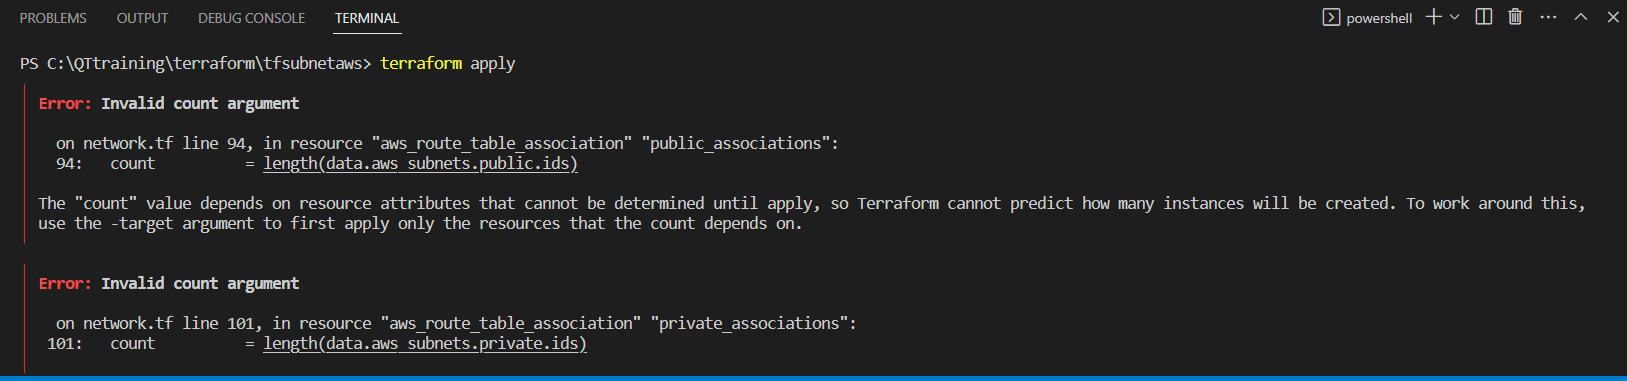 PROBLEMS OUTPUT DEBUG CONSOLE TERMINAL powershell
PS C:\QTtraining\terraform\tfsubnetaws> terraform apply
Error: Invalid count argument
on network.tf line 94, in resource "aws_route_table_association" "public_associations":
94: count = length(data.aws_subnets.public.ids)
The "count" value depends on resource attributes that cannot be determined until apply, so Terraform cannot predict how many instances will be created. To work around this,
use the -target argument to first apply only the resources that the count depends on.
Error: Invalid count argument
on network.tf line 101, in resource "aws_route_table_association" "private_associations":
101: count = length(data.aws_subnets.private.ids)